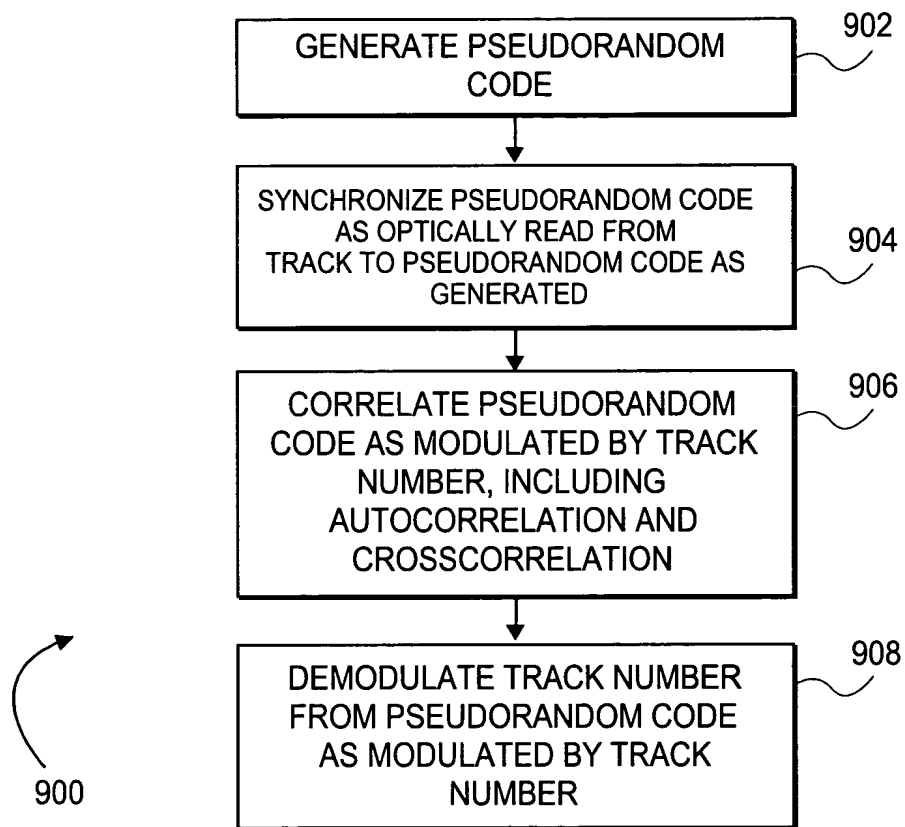 GENERATE PSEUDORANDOM
CODE
902
SYNCHRONIZE PSEUDORANDOM CODE
AS OPTICALLY READ FROM
TRACK TO PSEUDORANDOM CODE AS
GENERATED
904
CORRELATE PSEUDORANDOM
CODE AS MODULATED BY TRACK
NUMBER, INCLUDING
AUTOCORRELATION AND
CROSSCORRELATION
906
DEMODULATE TRACK NUMBER
FROM PSEUDORANDOM CODE
AS MODULATED BY TRACK
NUMBER
908
900